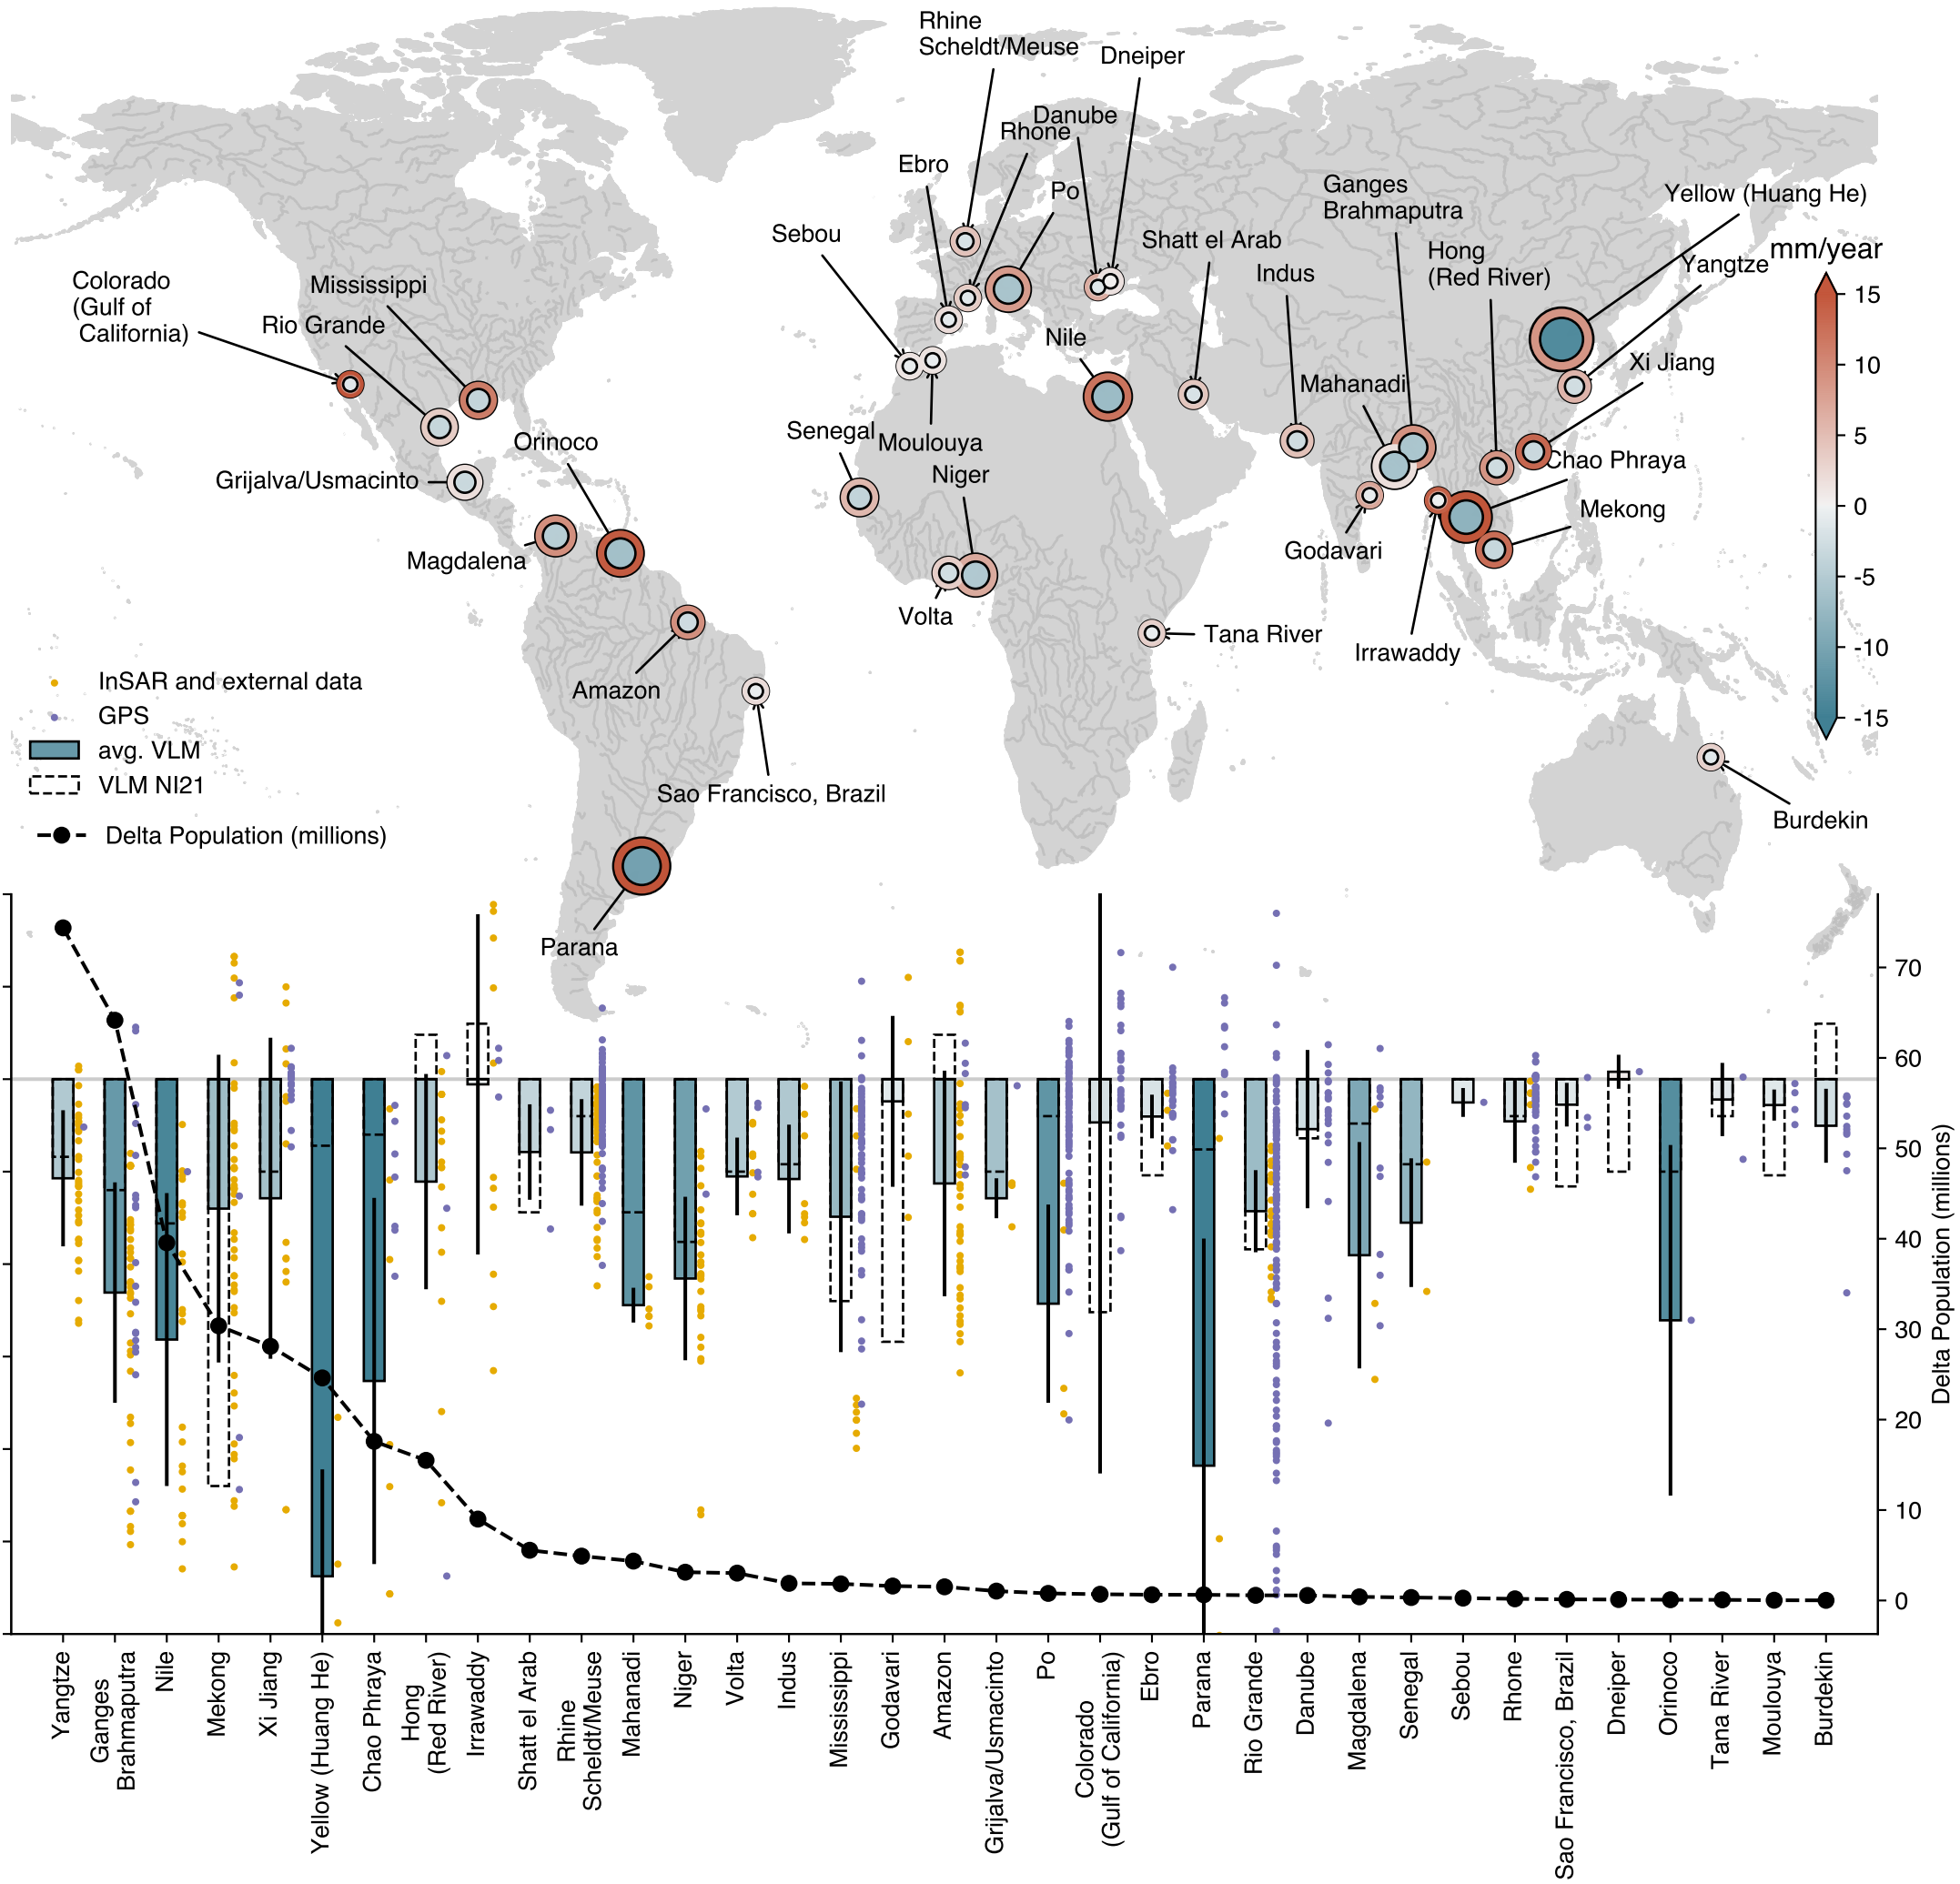 Rhine
Scheldt/Meuse
Dneiper
Danube
Rhone
Ebro
Po
Ganges
Brahmaputra
Yellow (Huang He)
Sebou
Shatt el Arab
Hong
(Red River)
mm/year
Yangtze
Indus
Colorado
(Gulf of
California)
Mississippi
Rio Grande
Nile
Xi Jiang
Mahanadi
Orinoco
Senegal
Moulouya
Niger
Chao Phraya
Grijalva/Usmacinto
Mekong
Magdalena
Godavari
Volta
Tana River
Irrawaddy
Amazon
Sao Francisco, Brazil
Burdekin
Parana
15
10
5
0
-5
-10
-15
InSAR and external data
GPS
avg. VLM
VLM NI21
Delta Population (millions)
70
60
50
40
30
20
10
0
Delta Population (millions)
Yangtze
Ganges
Brahmaputra
Nile
Mekong
Xi Jiang
Yellow (Huang He)
Chao Phraya
Hong
(Red River)
Irrawaddy
Shatt el Arab
Rhine
Scheldt/Meuse
Mahanadi
Niger
Volta
Indus
Mississippi
Godavari
Amazon
Grijalva/Usmacinto
Po
Colorado
(Gulf of California)
Ebro
Parana
Rio Grande
Danube
Magdalena
Senegal
Sebou
Rhone
Sao Francisco, Brazil
Dneiper
Orinoco
Tana River
Moulouya
Burdekin